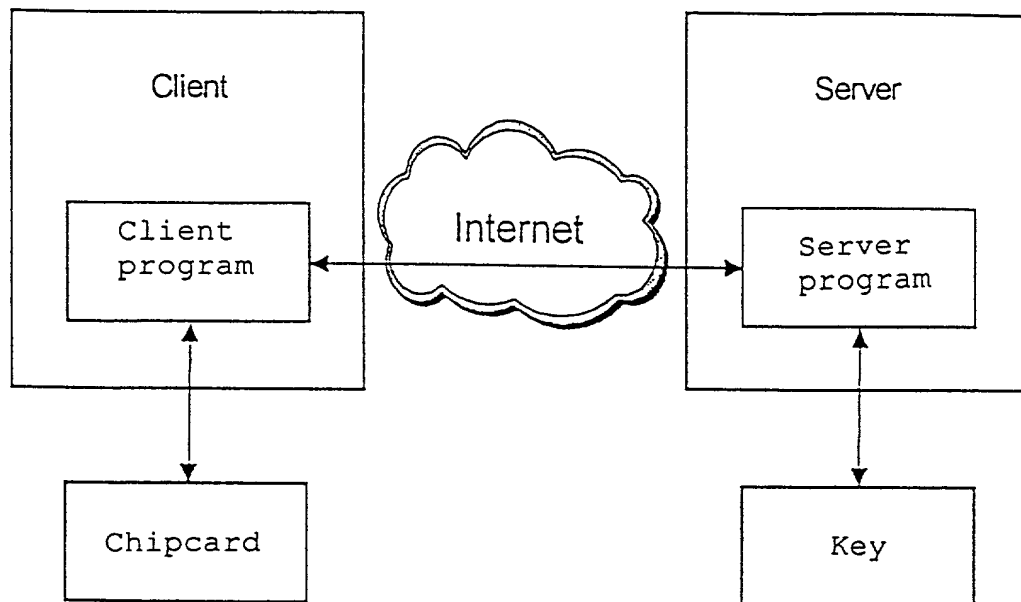 Client
Server
Internet
Client
program
Server
program
Chipcard
Key